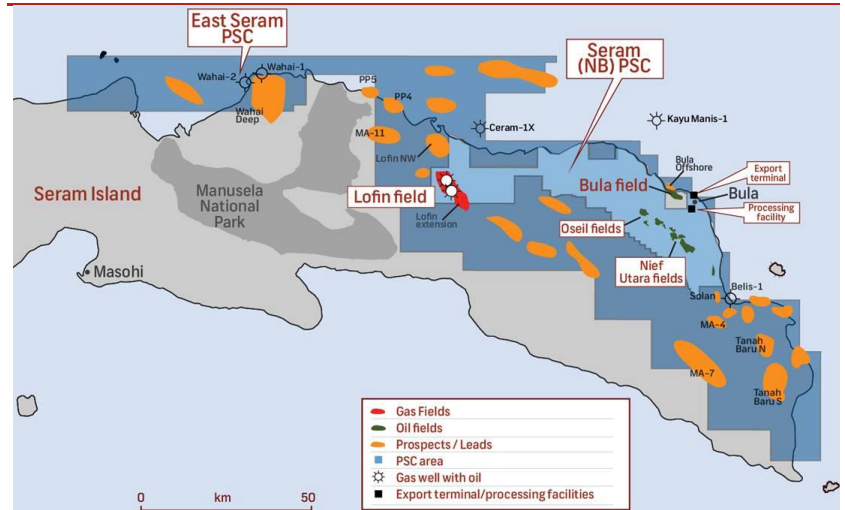 East Seram
PSC
Seram
(NB) PSC
Wahai-1
Wahai-2
Wahai
Deep
PP5
PP4
MA-11
Lofin NW
Ceram-1X
Kayu Manis-1
Bula
Offshore
Export
terminal
Bula field
Bula
Processing
facility
Seram Island
Manusela
National
Park
Lofin field
Lofin
extension
Oseil fields
Nief
Utara fields
Masohi
Solan
Belis-1
MA-4
Tanah
Baru N
MA-7
Tanah
Baru S
Gas Fields
Oil fields
Prospects / Leads
PSC area
Gas well with oil
Export terminal/processing facilities
0 km 50